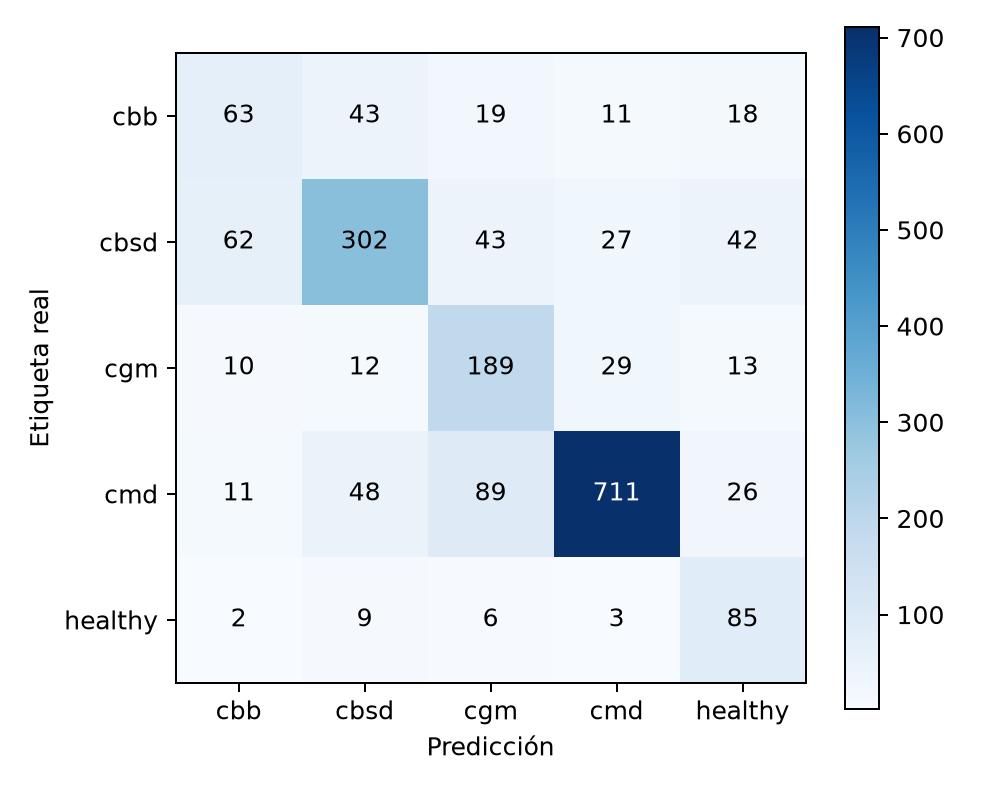 700
600
500
400
300
200
100
Etiqueta real
cbb 63 43 19 11 18
cbsd 62 302 43 27 42
cgm 10 12 189 29 13
cmd 11 48 89 711 26
healthy 2 9 6 3 85
cbb cbsd cgm cmd healthy
Predicción